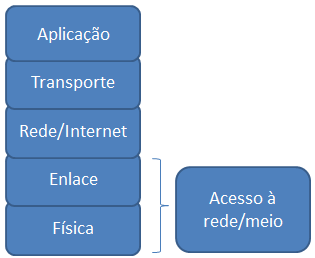 Aplicação
Transporte
Rede/Internet
Enlace
Física
Acesso à
rede/meio